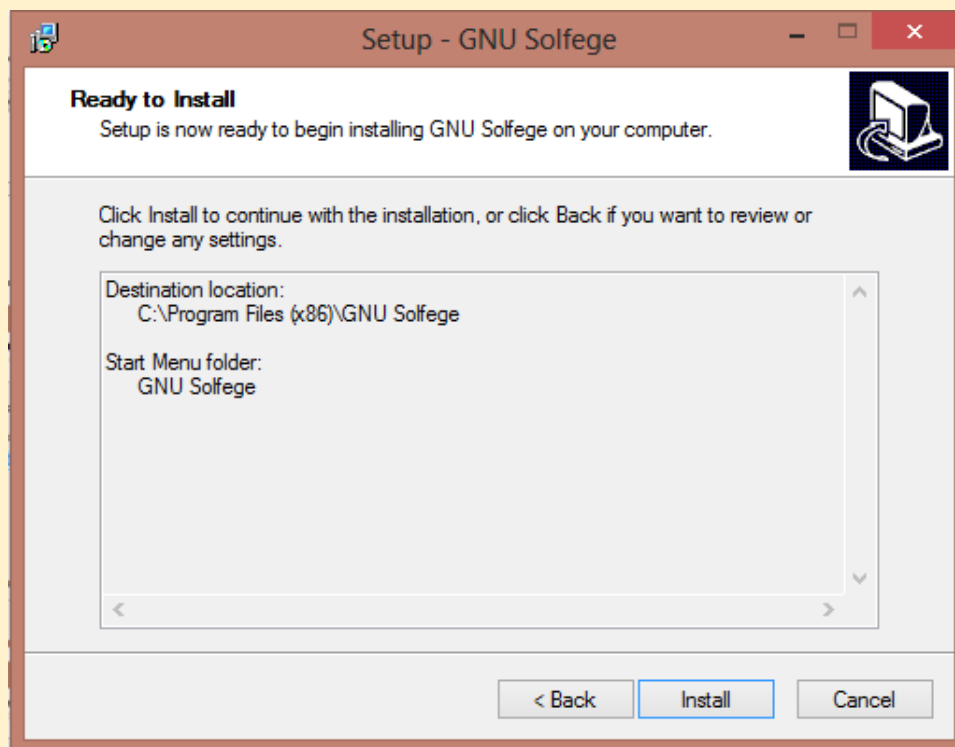 Setup - GNU Solfege
Ready to Install
Setup is now ready to begin installing GNU Solfege on your computer.
Click Install to continue with the installation, or click Back if you want to review or
change any settings.
Destination location:
C:\Program Files (x86)\GNU Solfege
Start Menu folder:
GNU Solfege
< Back
Install
Cancel